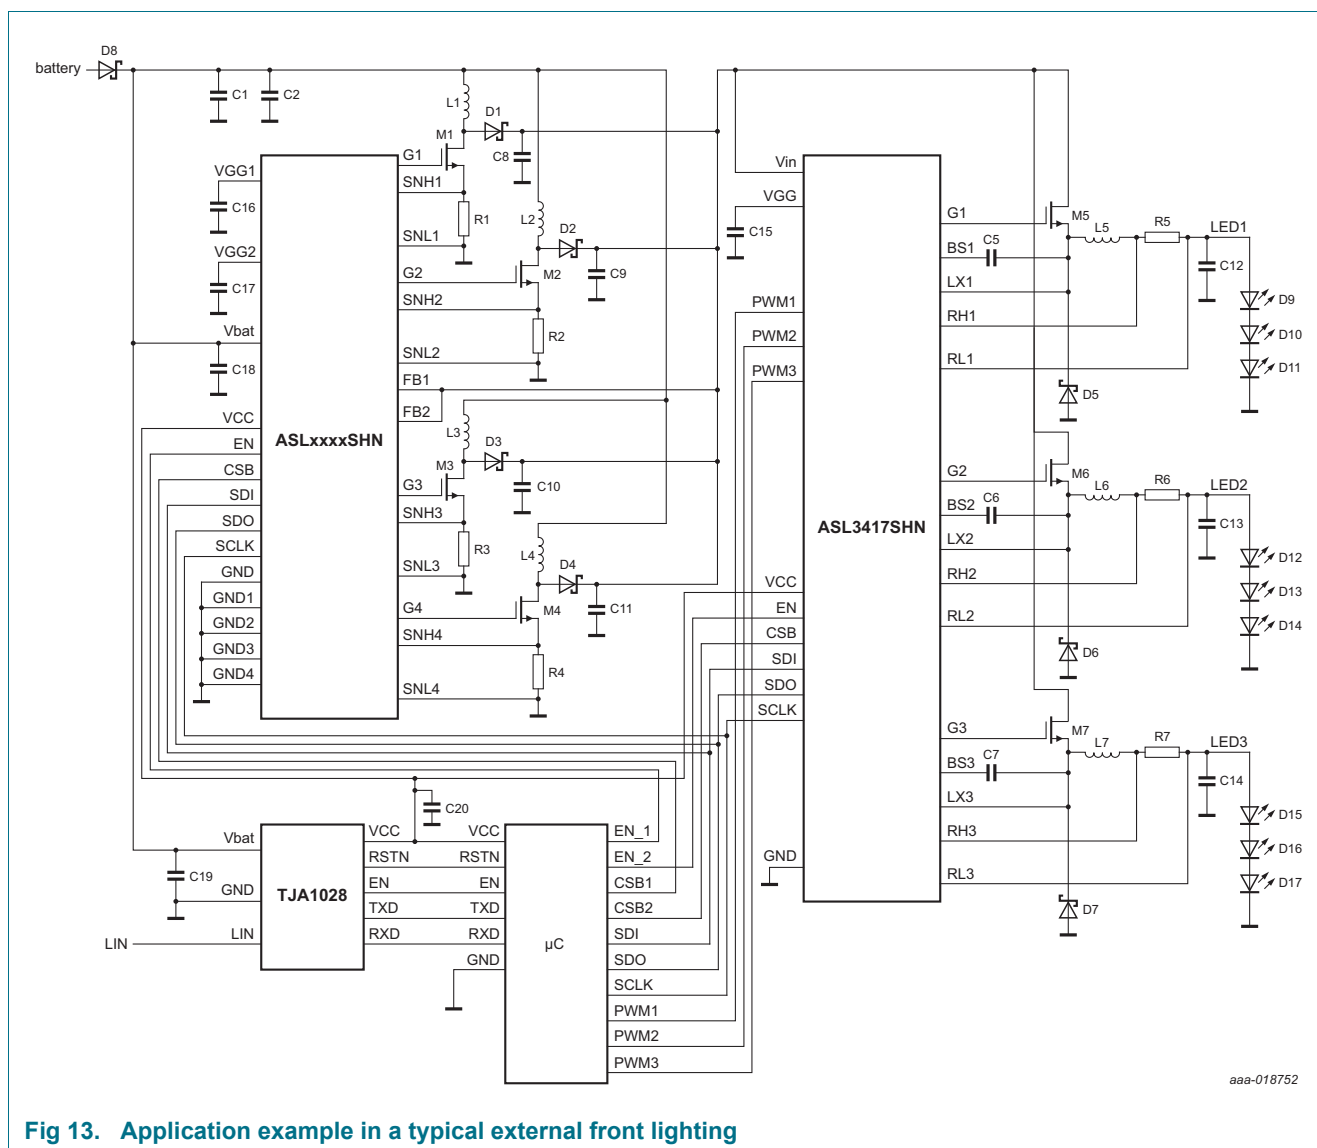 D8
battery
C1
C2
L1
D1
M1
C8
G1
SNH1
R1
SNL1
VGG1
C16
VGG2
C17
Vbat
C18
L2
D2
C9
M2
G2
SNH2
R2
SNL2
FB1
FB2
VCC
EN
CSB
SDI
SDO
SCLK
GND
GND1
GND2
GND3
GND4
ASLxxxxSHN
L3
D3
M3
C10
G3
SNH3
R3
SNL3
L4
D4
C11
M4
G4
SNH4
R4
SNL4
Vin
VGG
C15
PWM1
PWM2
PWM3
ASL3417SHN
VCC
EN
CSB
SDI
SDO
SCLK
GND
G1
M5
BS1
C5
L5
R5
LED1
C12
LX1
RH1
RL1
D9
D10
D11
D5
G2
M6
BS2
C6
L6
R6
LED2
C13
LX2
RH2
RL2
D12
D13
D14
D6
G3
M7
BS3
C7
L7
R7
LED3
C14
LX3
RH3
RL3
D15
D16
D17
D7
C20
Vbat
C19
GND
LIN
LIN
TJA1028
VCC
RSTN
EN
TXD
RXD
VCC
RSTN
EN
TXD
RXD
GND
µC
EN_1
EN_2
CSB1
CSB2
SDI
SDO
SCLK
PWM1
PWM2
PWM3
aaa-018752
Fig 13. Application example in a typical external front lighting